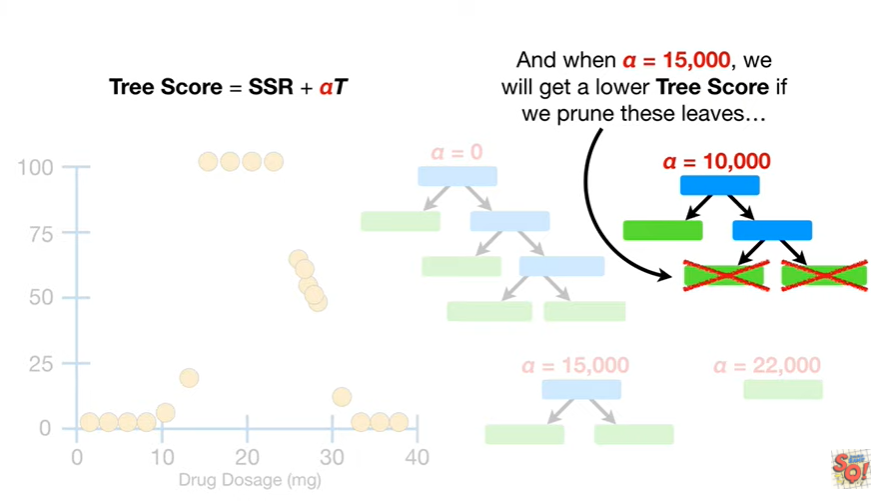 And when α = 15,000, we
will get a lower Tree Score if
we prune these leaves…
Tree Score = SSR + αT
α = 0
α = 10,000
100
75
50
25
0
α = 15,000
α = 22,000
0
10
20
30
40
Drug Dosage (mg)
SQ!